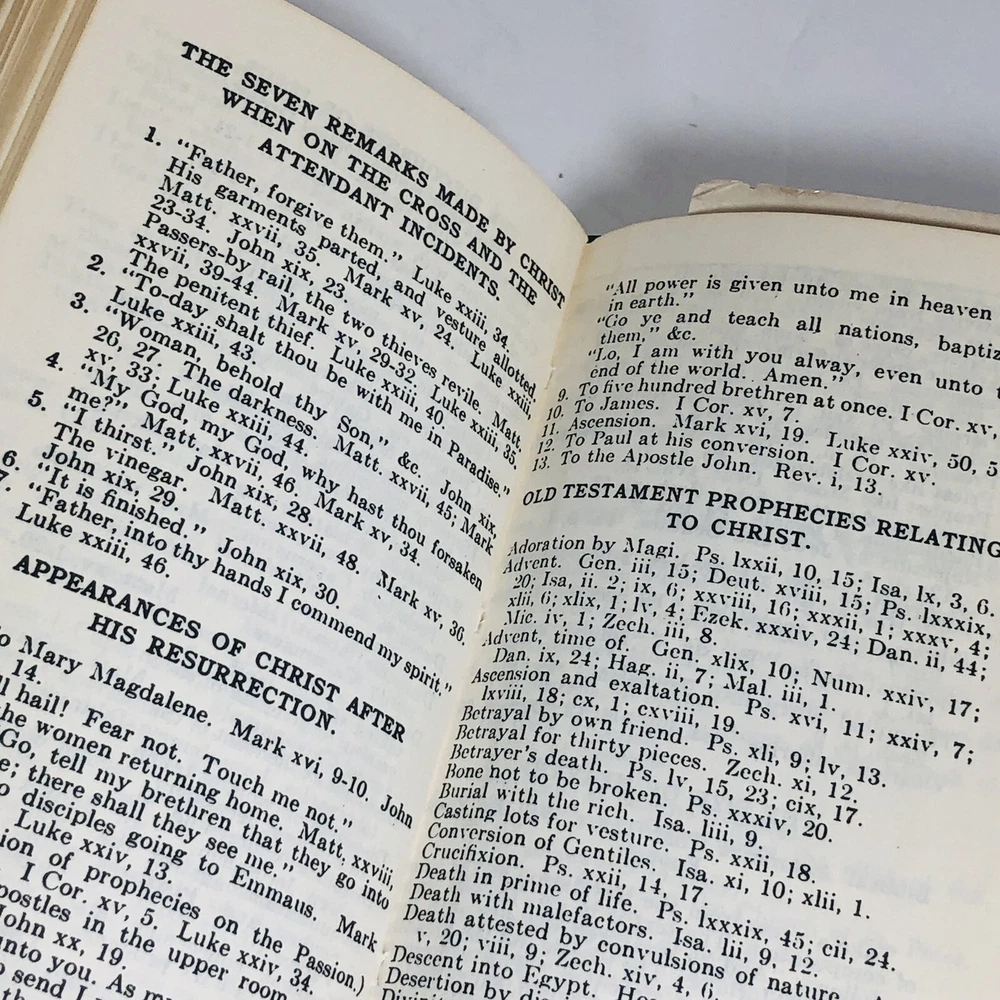 THE SEVEN REMARKS MADE BY CHRIST
WHEN ON THE CROSS AND THE
ATTENDANT INCIDENTS.
1. "Father, forgive them." Luke xxiii, 34.
His garments parted, and vesture allotted.
Matt. xxvii, 35. Mark xv, 24. Luke xxiii,
23-34. John xix, 23.
Passers-by rail, the two thieves revile. Matt.
xxvii, 39-44. Mark xv, 29-32. Luke xxiii, 35.
The penitent thief. Luke xxiii, 40.
2. "To-day shalt thou be with me in Paradise."
Luke xxiii, 43.
3. "Woman, behold thy Son," &c. John xix,
26, 27. The darkness. Matt. xxvii, 45; Mark
xv, 33; Luke xxiii, 44.
4. "My God, my God, why hast thou forsaken
me?" Matt. xxvii, 46. Mark xv, 34.
5. "I thirst." John xix, 28.
The vinegar. Matt. xxvii, 48. Mark xv, 36
John xix, 29.
6. "It is finished." John xix, 30.
7. "Father, into thy hands I commend my spirit."
Luke xxiii, 46.
APPEARANCES OF CHRIST AFTER
HIS RESURRECTION.
Mary Magdalene. Mark xvi, 9-10. John
14.
hail! Fear not. Touch me not."
the women returning home. Matt. xxviii,
"Go, tell my brethren that they go into
there shall they see me."
disciples going to Emmaus. Mark
Luke xxiv, 13.
of prophecies on the Passion.)
I Cor. xv, 5. Luke xxiv, 34.
in the upper room
John xx, 19.
unto you. As my
send I
"All power is given unto me in heaven
in earth."
"Go ye and teach all nations,
them," &c.
"Lo, I am with you alway, even unto
end of the world. Amen."
9. To five hundred brethren at once. I Cor. xv,
10. To James. I Cor. xv, 7.
11. Ascension. Mark xvi, 19. Luke xxiv, 50,
12. To Paul at his conversion. I Cor. xv.
13. To the Apostle John. Rev. i, 13.
OLD TESTAMENT PROPHECIES RELATING
TO CHRIST.
Adoration by Magi. Ps. lxxii, 10, 15; Isa, lx, 3, 6.
Advent. Gen. iii, 15; Deut. xviii, 15; Ps. lxxxix,
20; Isa, ii. 2; ix, 6; xxviii, 16; xxxii, 1; xxxv, 4;
xlii, 6; xlix, 1; lv, 4; Ezek. xxxiv, 24; Dan. ii, 44;
Mic. iv, 1; Zech. iii, 8.
Advent, time of. Gen, xlix, 10; Num. xxiv, 17;
Dan. ix, 24; Hag. ii, 7; Mal. iii, 1.
Ascension and exaltation. Ps. xvi, 11; xxiv, 7;
lxviii, 18; cx, 1; cxviii, 19.
Betrayal by own friend. Ps. xli, 9; lv, 13.
Betrayal for thirty pieces. Zech. xi, 12.
Betrayer's death. Ps. lv, 15, 23; cix, 17.
Bone not to be broken. Ps. xxxiv, 20.
Burial with the rich. Isa. liii, 9.
Casting lots for vesture. Ps. xxii, 18.
Conversion of Gentiles. Isa. xi, 10; xlii, 1.
Crucifixion. Ps. xxii, 14, 17.
Death in prime of life. Ps. lxxxix, 45; cii, 24.
Death with malefactors. Isa. liii, 9, 12.
Death attested by convulsions of nature.
v, 20; viii, 9; Zech. xiv, 4, 6.
Descent into Egypt.
Desertion by